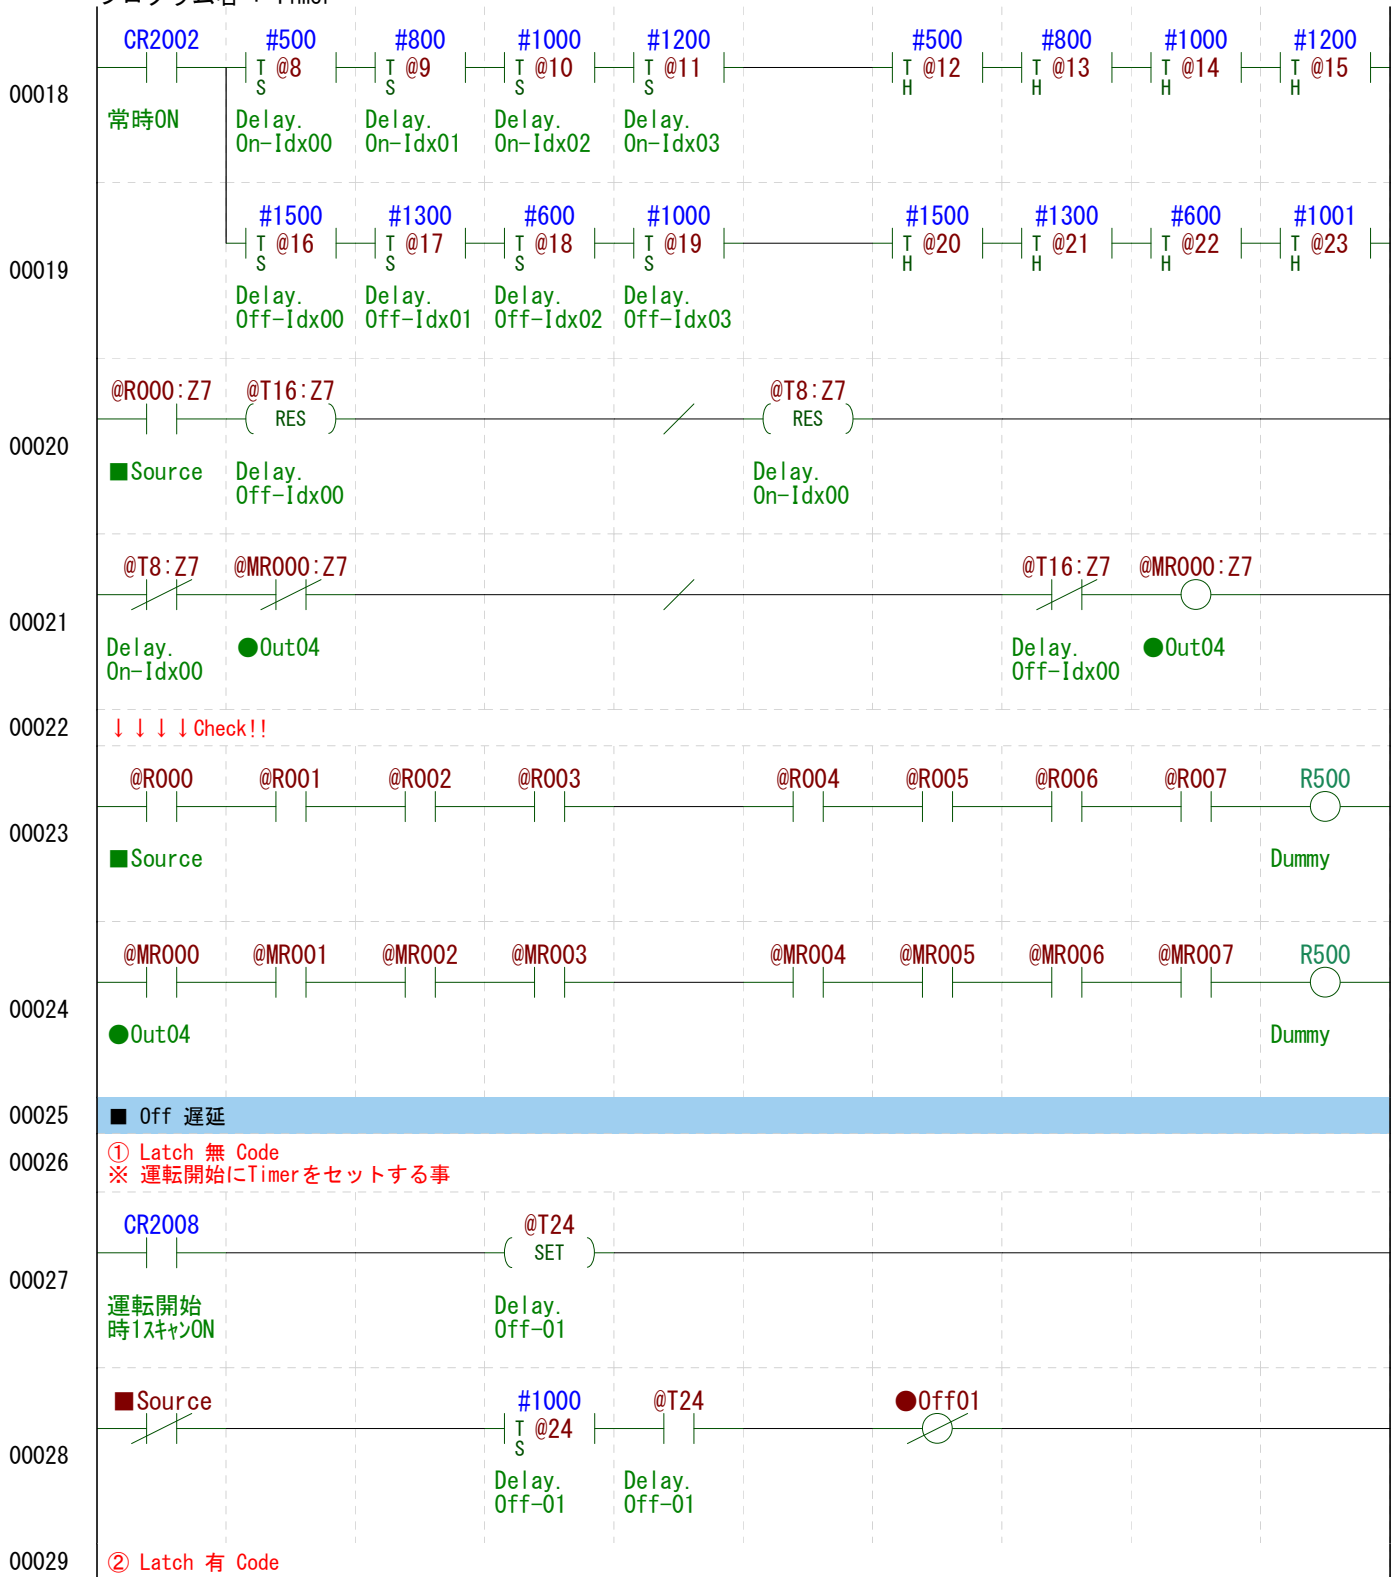 プログラム名 : Timer
CR2002 #500 #800 #1000 #1200 #500 #800 #1000 #1200
T @8 T @9 T @10 T @11 T @12 T @13 T @14 T @15
S S S S H H H H
00018
常時ON Delay. Delay. Delay. Delay.
On-Idx00 On-Idx01 On-Idx02 On-Idx03
#1500 #1300 #600 #1000 #1500 #1300 #600 #1001
T @16 T @17 T @18 T @19 T @20 T @21 T @22 T @23
S S S S H H H H
00019
Delay. Delay. Delay. Delay.
Off-Idx00 Off-Idx01 Off-Idx02 Off-Idx03
@R000:Z7 @T16:Z7 @T8:Z7
RES RES
00020
■Source Delay. Delay.
Off-Idx00 On-Idx00
@T8:Z7 @MR000:Z7 @T16:Z7 @MR000:Z7
00021
Delay. ●Out04 Delay. ●Out04
On-Idx00 Off-Idx00
00022 ↓↓↓↓Check!!
@R000 @R001 @R002 @R003 @R004 @R005 @R006 @R007 R500
00023
■Source Dummy
@MR000 @MR001 @MR002 @MR003 @MR004 @MR005 @MR006 @MR007 R500
00024
●Out04 Dummy
00025 ■ Off 遅延
00026 ① Latch 無 Code
※ 運転開始にTimerをセットする事
CR2008 @T24
SET
00027
運転開始 Delay.
時1ｽｷｬﾝON Off-01
■Source #1000 @T24 ●Off01
T @24
S
00028
Delay. Delay.
Off-01 Off-01
00029 ② Latch 有 Code